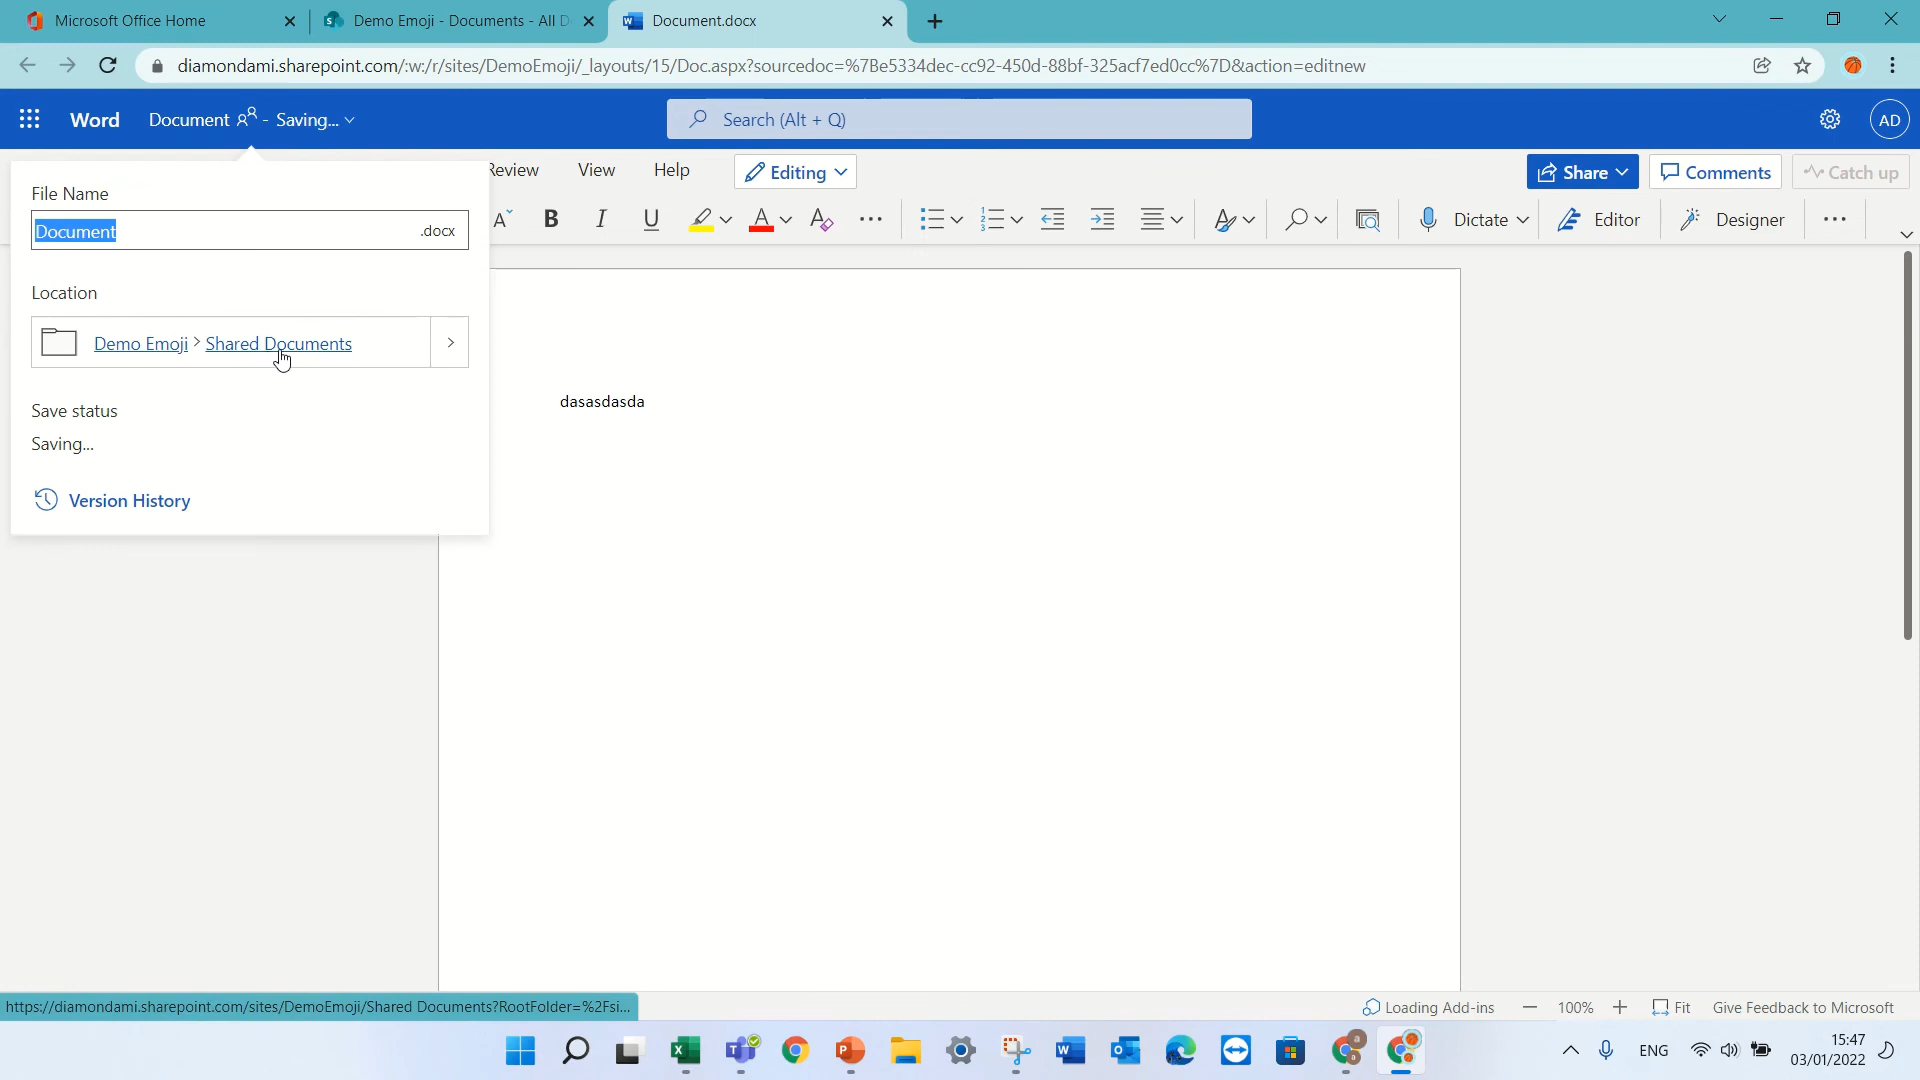 Microsoft Office Home
Demo Emoji - Documents - All D
Document.docx
diamondami.sharepoint.com/:w:/r/sites/DemoEmoji/_layouts/15/Doc.aspx?sourcedoc=%7Be5334dec-cc92-450d-88bf-325acf7ed0cc%7D&action=editnew
Word Document - Saving... Search (Alt + Q) AD
Review View Help Editing Share Comments Catch up
File Name
A B I U A A Dictate Editor Designer
Document .docx
Location
Demo Emoji > Shared Documents
dasasdasda
Save status
Saving...
Version History
https://diamondami.sharepoint.com/sites/DemoEmoji/Shared Documents?RootFolder=%2Fsi... Loading Add-ins 100% Fit Give Feedback to Microsoft
ENG
15:47
03/01/2022